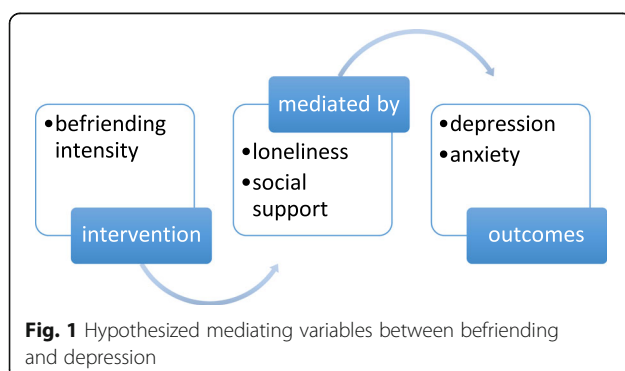 •befriending
intensity
intervention
mediated by
•loneliness
•social
support
•depression
•anxiety
outcomes
Fig. 1 Hypothesized mediating variables between befriending
and depression